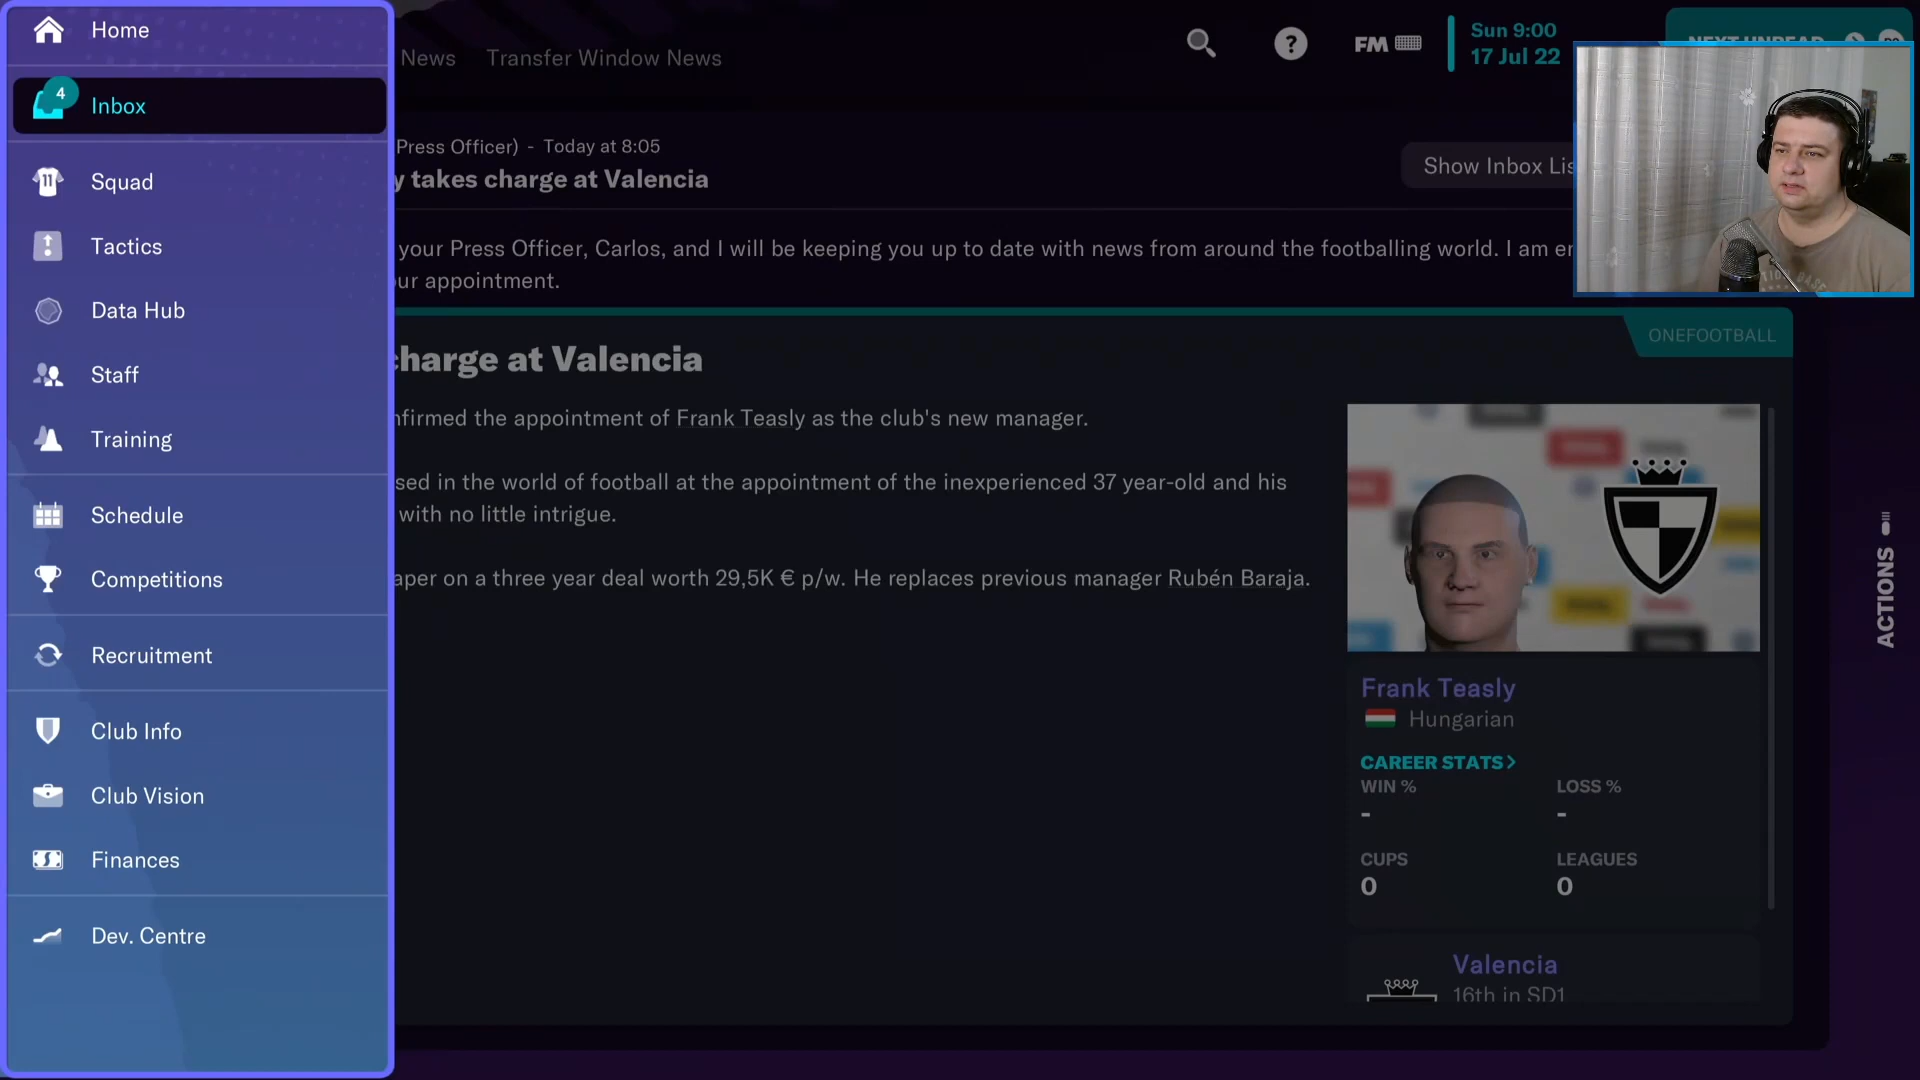 Home
4
Inbox
Squad
Tactics
Data Hub
Staff
Training
Schedule
Competitions
Recruitment
Club Info
Club Vision
Finances
Dev. Centre
News
Transfer Window News
?
FM
Sun 9:00
17 Jul 22
NEXT UNREAD
Press Officer) - Today at 8:05
y takes charge at Valencia
Show Inbox Lis
your Press Officer, Carlos, and I will be keeping you up to date with news from around the footballing world. I am en
ur appointment.
ONEFOOTBALL
charge at Valencia
nfirmed the appointment of Frank Teasly as the club's new manager.
sed in the world of football at the appointment of the inexperienced 37 year-old and his
with no little intrigue.
aper on a three year deal worth 29,5K € p/w. He replaces previous manager Rubén Baraja.
Frank Teasly
Hungarian
CAREER STATS>
WIN %
LOSS %
-
-
CUPS
LEAGUES
0
0
Valencia
16th in SD1
ACTIONS
11